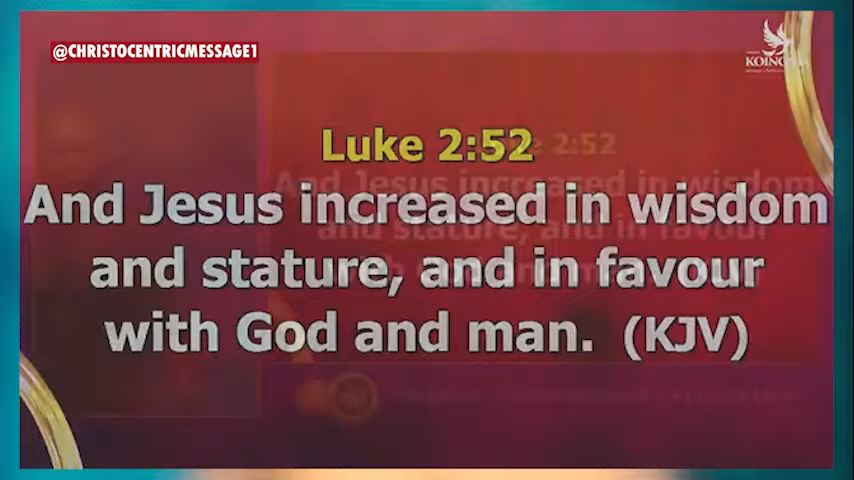 @CHRISTOCENTRICMESSAGE1
KOINONIA
Luke 2:52
And Jesus increased in wisdom
and stature, and in favour
with God and man. (KJV)